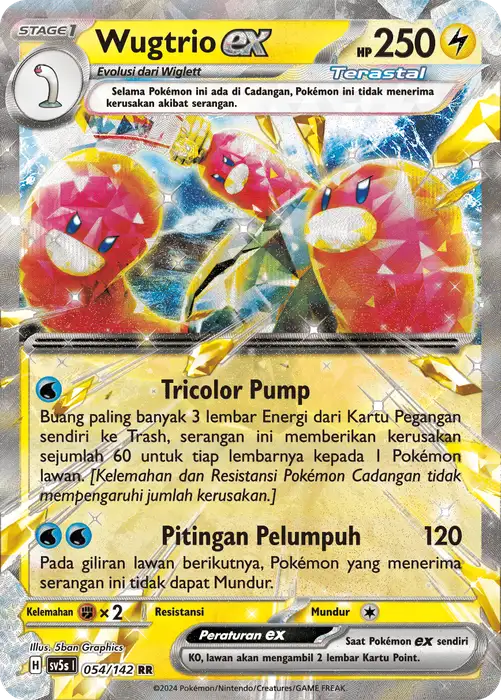 STAGE 1
Wugtrio ex
HP 250
Evolusi dari Wiglett
Terastal
Selama Pokémon ini ada di Cadangan, Pokémon ini tidak menerima
kerusakan akibat serangan.
Tricolor Pump
Buang paling banyak 3 lembar Energi dari Kartu Pegangan
sendiri ke Trash, serangan ini memberikan kerusakan
sejumlah 60 untuk tiap lembarnya kepada 1 Pokémon
lawan. [Kelemahan dan Resistansi Pokémon Cadangan tidak
mempengaruhi jumlah kerusakan.]
Pitingan Pelumpuh 120
Pada giliran lawan berikutnya, Pokémon yang menerima
serangan ini tidak dapat Mundur.
Kelemahan × 2 Resistansi Mundur
Illus. 5ban Graphics
Peraturan ex
Saat Pokémon ex sendiri
KO, lawan akan mengambil 2 lembar Kartu Point.
H sv5s I 054/142 RR
©2024 Pokémon/Nintendo/Creatures/GAME FREAK.